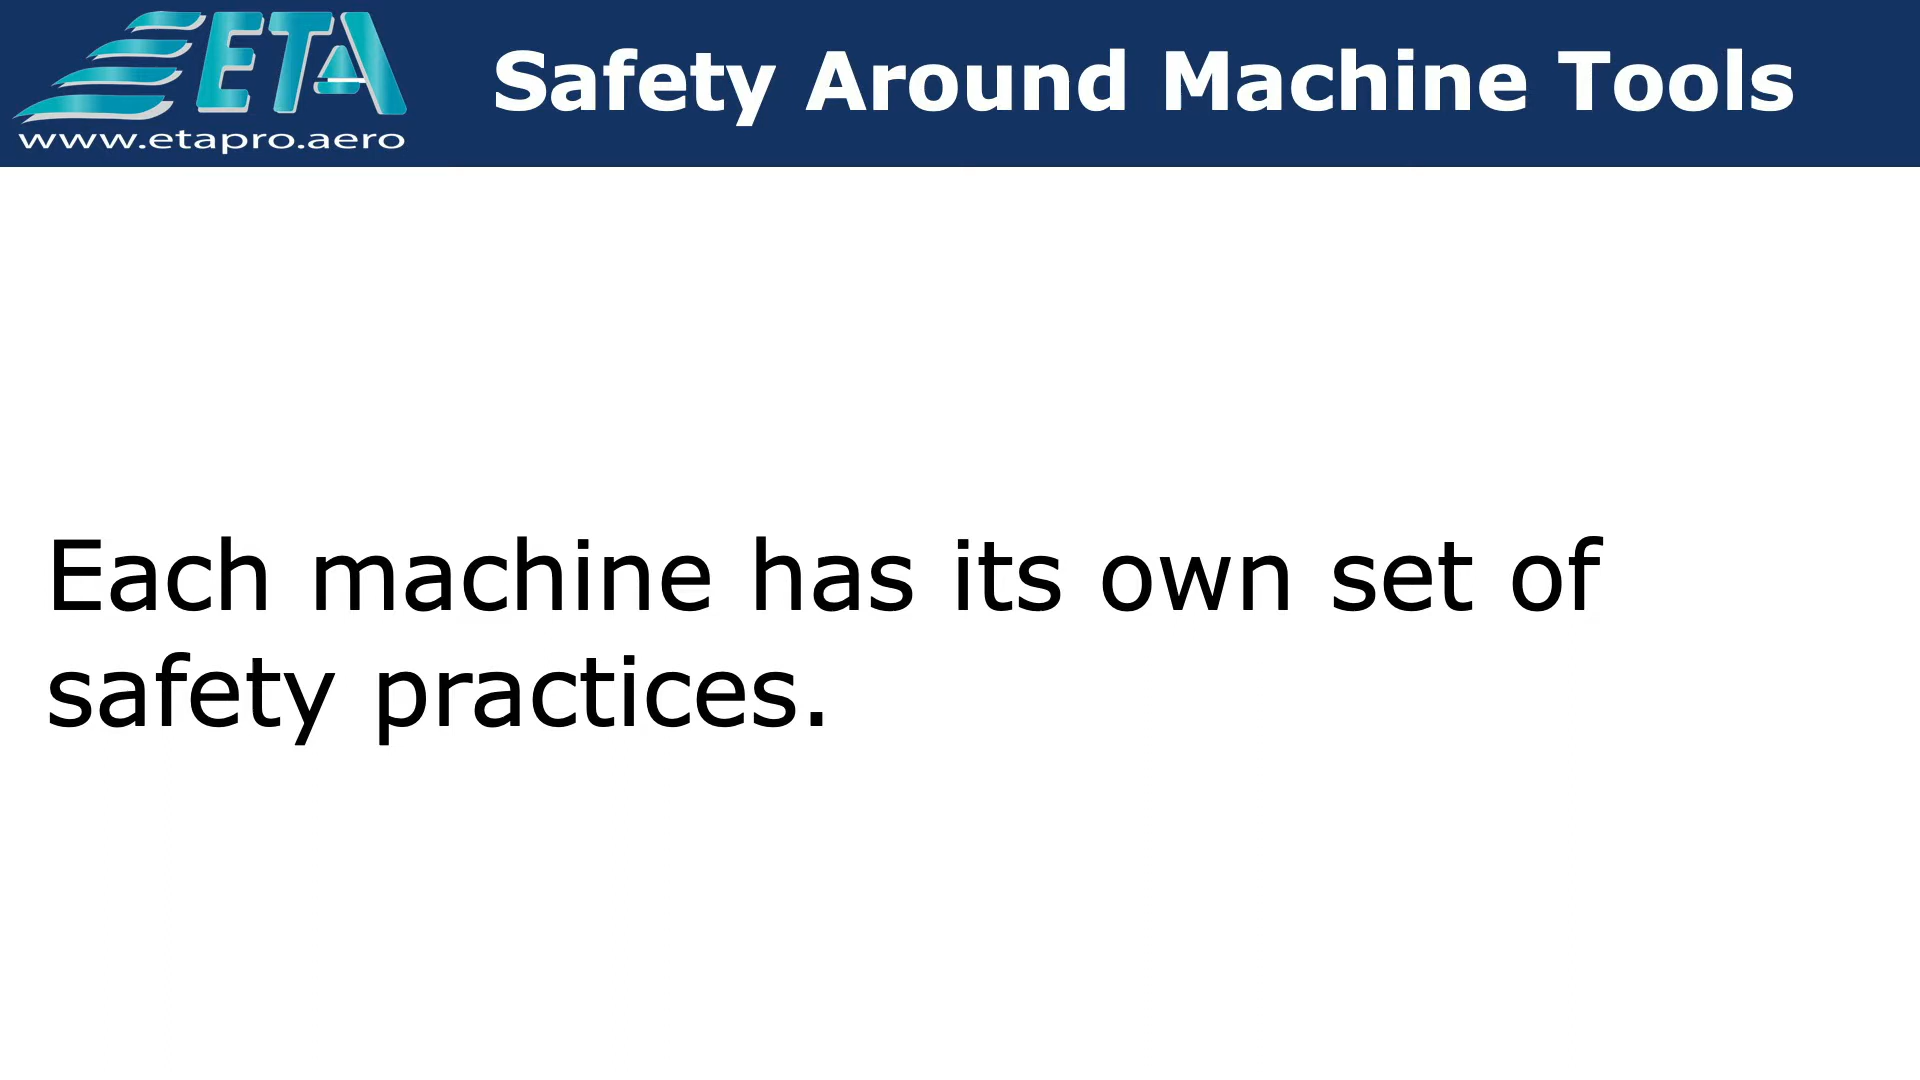 ETA
www.etapro.aero
Safety Around Machine Tools
Each machine has its own set of
safety practices.